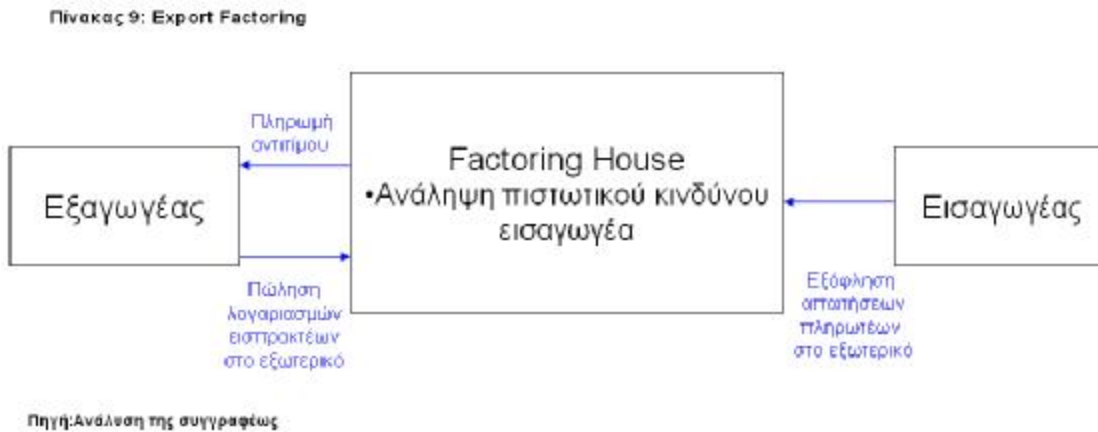 Πίνακας 9: Export Factoring
Πληρωμή
αντιτίμου
Εξαγωγέας
Πώληση
λογαριασμών
εισπρακτέων
στο εξωτερικό
Factoring House
•Ανάληψη πιστωτικού κινδύνου
εισαγωγέα
Εισαγωγέας
Εξόφληση
απαιτήσεων
πληρωτέων
στο εξωτερικό
Πηγή:Ανάλυση της συγγραφέως